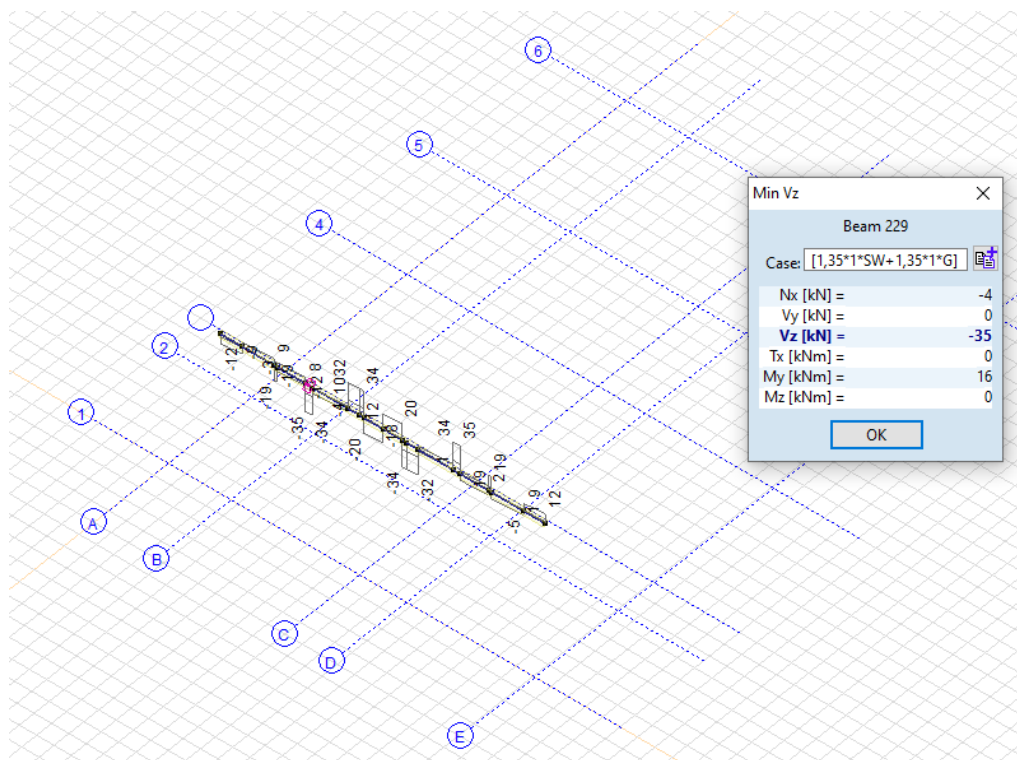 6
5
4
2
1
A
B
C
D
E
-12
9
-19
-35
-34
8
1032
34
12
-20
20
-18
-34
-32
34
35
219
19
-5
12
Min Vz
Beam 229
Case: [1,35*1*SW+1,35*1*G]
Nx [kN] = -4
Vy [kN] = 0
Vz [kN] = -35
Tx [kNm] = 0
My [kNm] = 16
Mz [kNm] = 0
OK